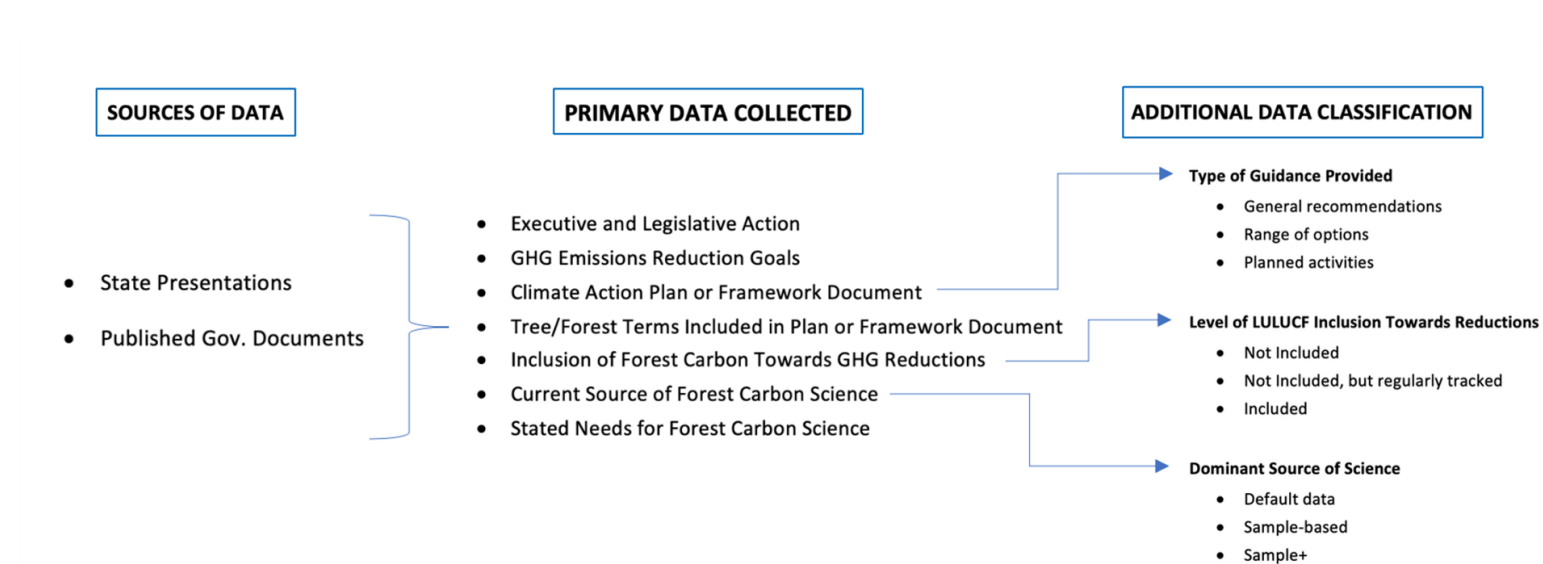 SOURCES OF DATA
• State Presentations
• Published Gov. Documents
PRIMARY DATA COLLECTED
• Executive and Legislative Action
• GHG Emissions Reduction Goals
• Climate Action Plan or Framework Document
• Tree/Forest Terms Included in Plan or Framework Document
• Inclusion of Forest Carbon Towards GHG Reductions
• Current Source of Forest Carbon Science
• Stated Needs for Forest Carbon Science
ADDITIONAL DATA CLASSIFICATION
Type of Guidance Provided
• General recommendations
• Range of options
• Planned activities
Level of LULUCF Inclusion Towards Reductions
• Not Included
• Not Included, but regularly tracked
• Included
Dominant Source of Science
• Default data
• Sample-based
• Sample+